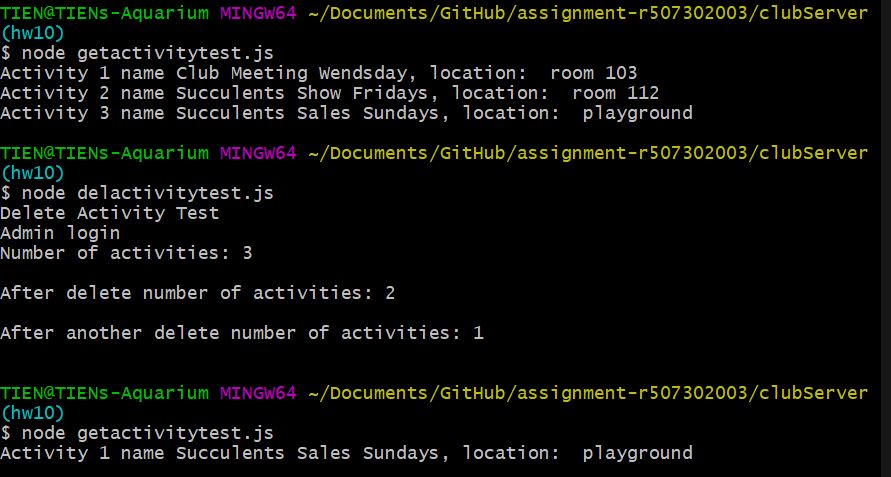 TIEN@TIENs-Aquarium MINGW64 ~/Documents/GitHub/assignment-r507302003/clubServer
(hw10)
$ node getactivitytest.js
Activity 1 name Club Meeting Wendsday, location:  room 103
Activity 2 name Succulents Show Fridays, location:  room 112
Activity 3 name Succulents Sales Sundays, location:  playground
TIEN@TIENs-Aquarium MINGW64 ~/Documents/GitHub/assignment-r507302003/clubServer
(hw10)
$ node delactivitytest.js
Delete Activity Test
Admin login
Number of activities: 3
After delete number of activities: 2
After another delete number of activities: 1
TIEN@TIENs-Aquarium MINGW64 ~/Documents/GitHub/assignment-r507302003/clubServer
(hw10)
$ node getactivitytest.js
Activity 1 name Succulents Sales Sundays, location:  playground